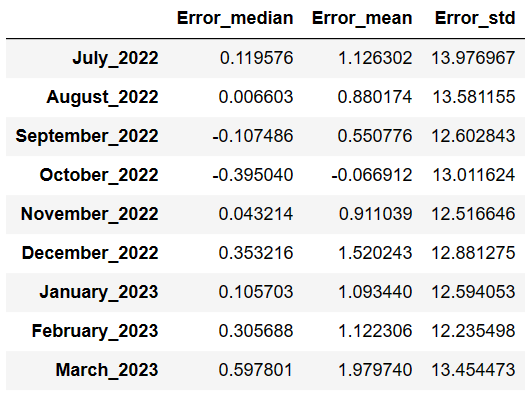 Error_median Error_mean Error_std
July_2022 0.119576 1.126302 13.976967
August_2022 0.006603 0.880174 13.581155
September_2022 -0.107486 0.550776 12.602843
October_2022 -0.395040 -0.066912 13.011624
November_2022 0.043214 0.911039 12.516646
December_2022 0.353216 1.520243 12.881275
January_2023 0.105703 1.093440 12.594053
February_2023 0.305688 1.122306 12.235498
March_2023 0.597801 1.979740 13.454473